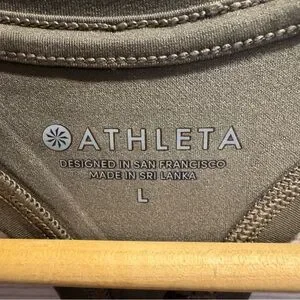 ATHLETA
DESIGNED IN SAN FRANCISCO
MADE IN SRI LANKA
L